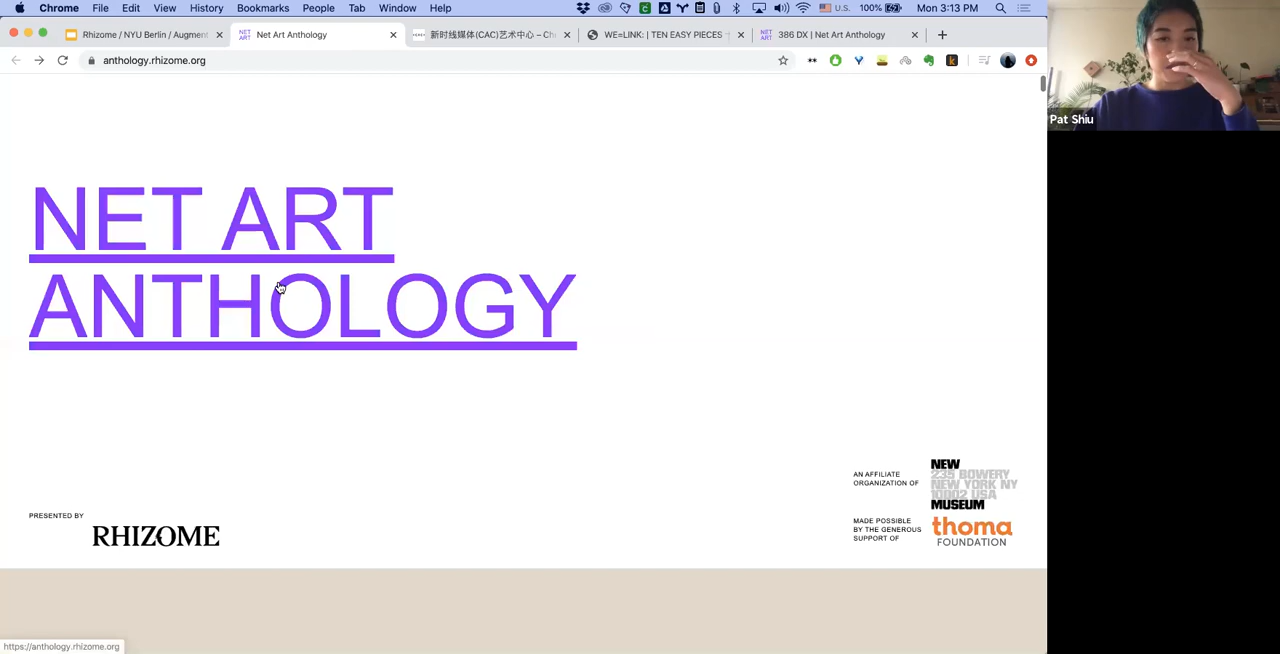 Chrome File Edit View History Bookmarks People Tab Window Help U.S. 100% Mon 3:13 PM
Rhizome / NYU Berlin / Augment
Net Art Anthology
新时线媒体(CAC)艺术中心 – Ch
WE=LINK: | TEN EASY PIECES
386 DX | Net Art Anthology
anthology.rhizome.org
Pat Shiu
NET ART
ANTHOLOGY
AN AFFILIATE
ORGANIZATION OF
NEW
235 BOWERY
NEW YORK NY
10002 USA
MUSEUM
PRESENTED BY
RHIZOME
MADE POSSIBLE
BY THE GENEROUS
SUPPORT OF
thoma
FOUNDATION
https://anthology.rhizome.org